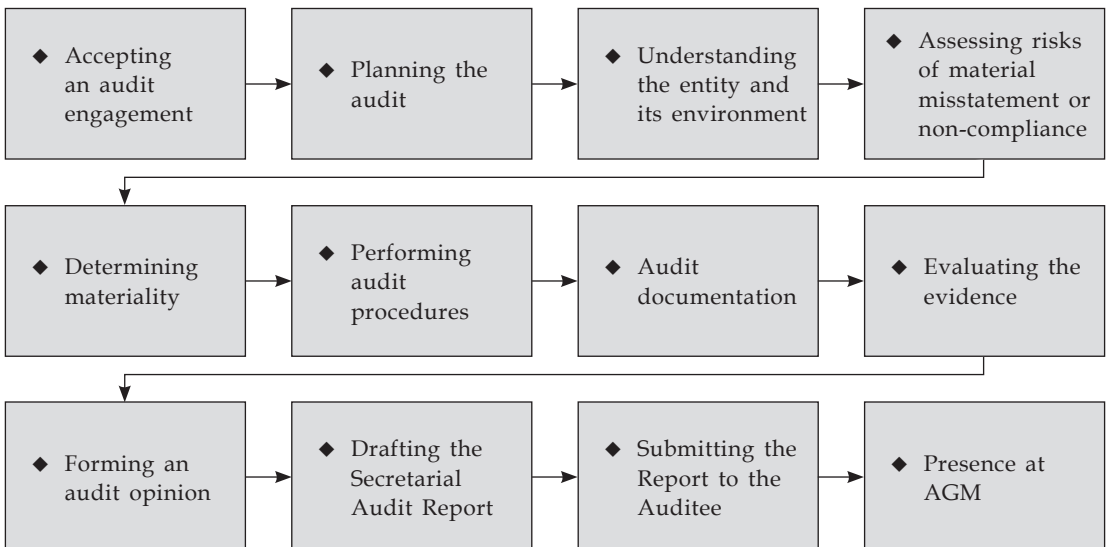 ◆ Accepting
an audit
engagement
◆ Planning the
audit
◆ Understanding
the entity and
its environment
◆ Assessing risks
of material
misstatement or
non-compliance
◆ Determining
materiality
◆ Performing
audit
procedures
◆ Audit
documentation
◆ Evaluating the
evidence
◆ Forming an
audit opinion
◆ Drafting the
Secretarial
Audit Report
◆ Submitting the
Report to the
Auditee
◆ Presence at
AGM